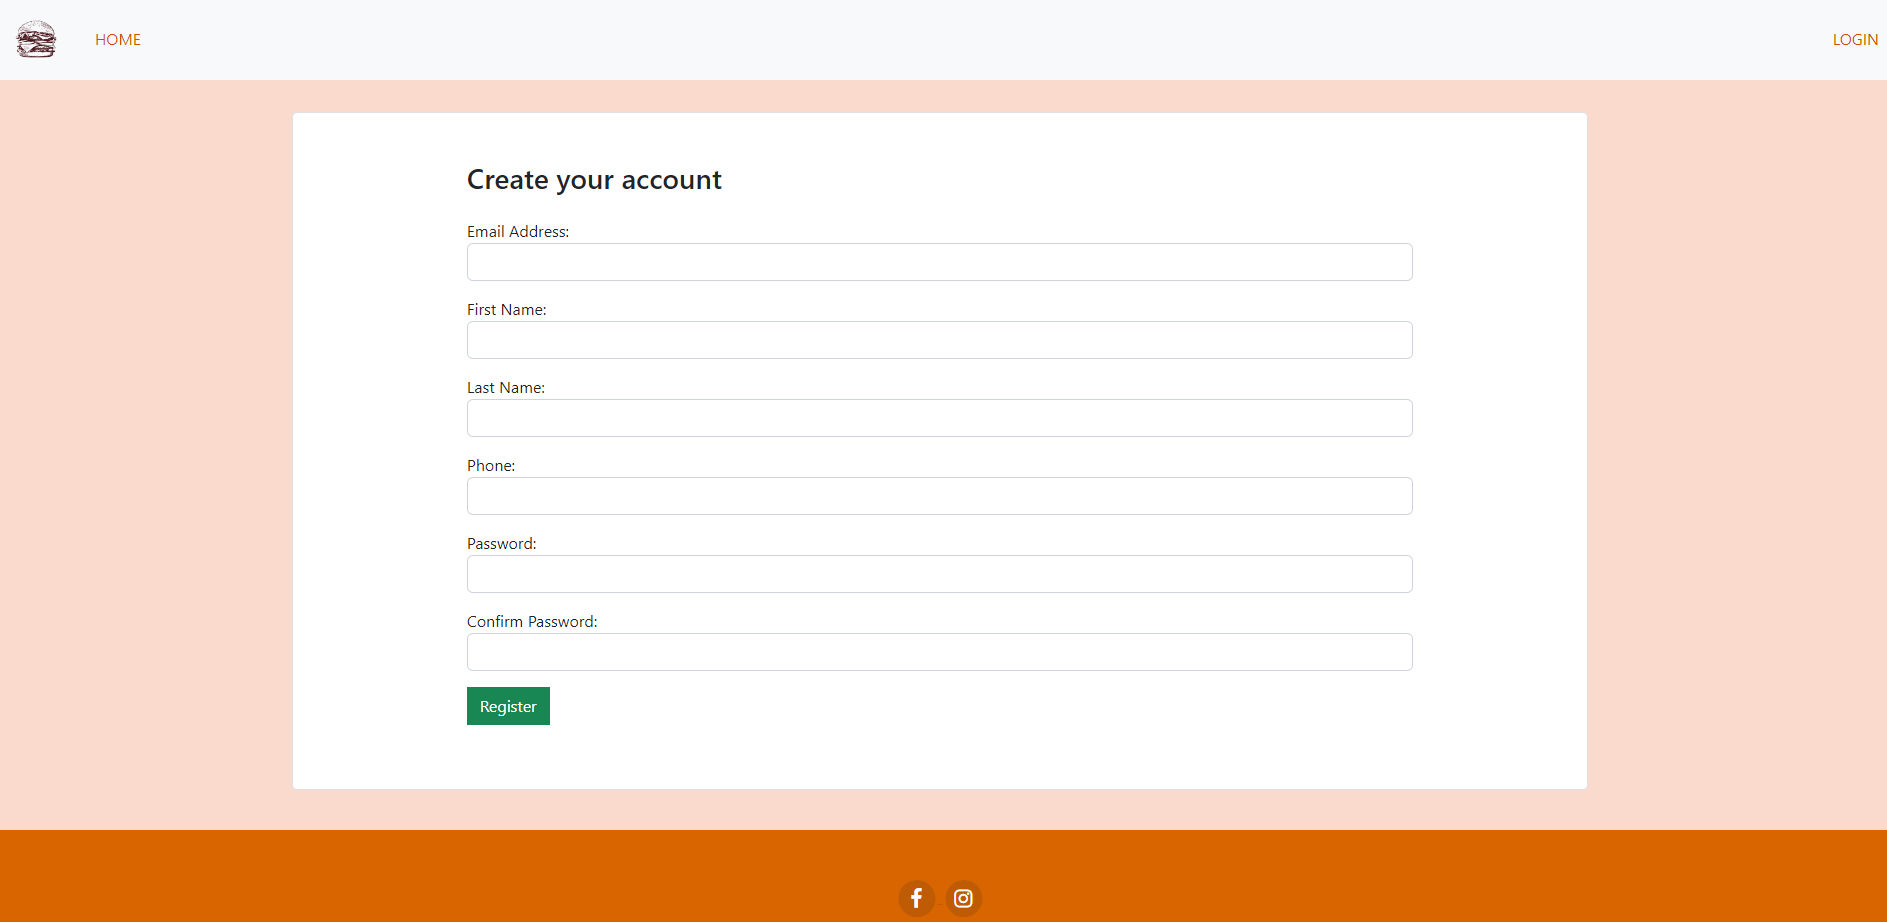 HOME
LOGIN
Create your account
Email Address:
First Name:
Last Name:
Phone:
Password:
Confirm Password:
Register